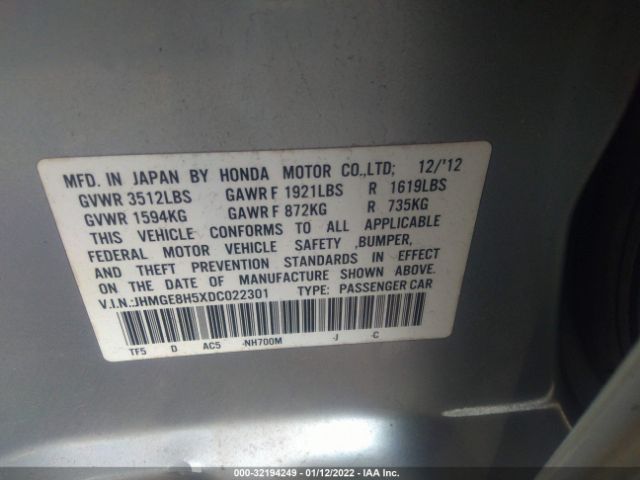 MFD. IN JAPAN BY HONDA MOTOR CO.,LTD; 12/'12
GVWR 3512LBS GAWR F 1921LBS R 1619LBS
GVWR 1594KG GAWR F 872KG R 735KG
THIS VEHICLE CONFORMS TO ALL APPLICABLE
FEDERAL MOTOR VEHICLE SAFETY ,BUMPER,
AND THEFT PREVENTION STANDARDS IN EFFECT
ON THE DATE OF MANUFACTURE SHOWN ABOVE.
V.I.N.:JHMGE8H5XDC022301 TYPE: PASSENGER CAR
TF5 D AC5 -NH700M -J -C
000-32194249 - 01/12/2022 - IAA Inc.